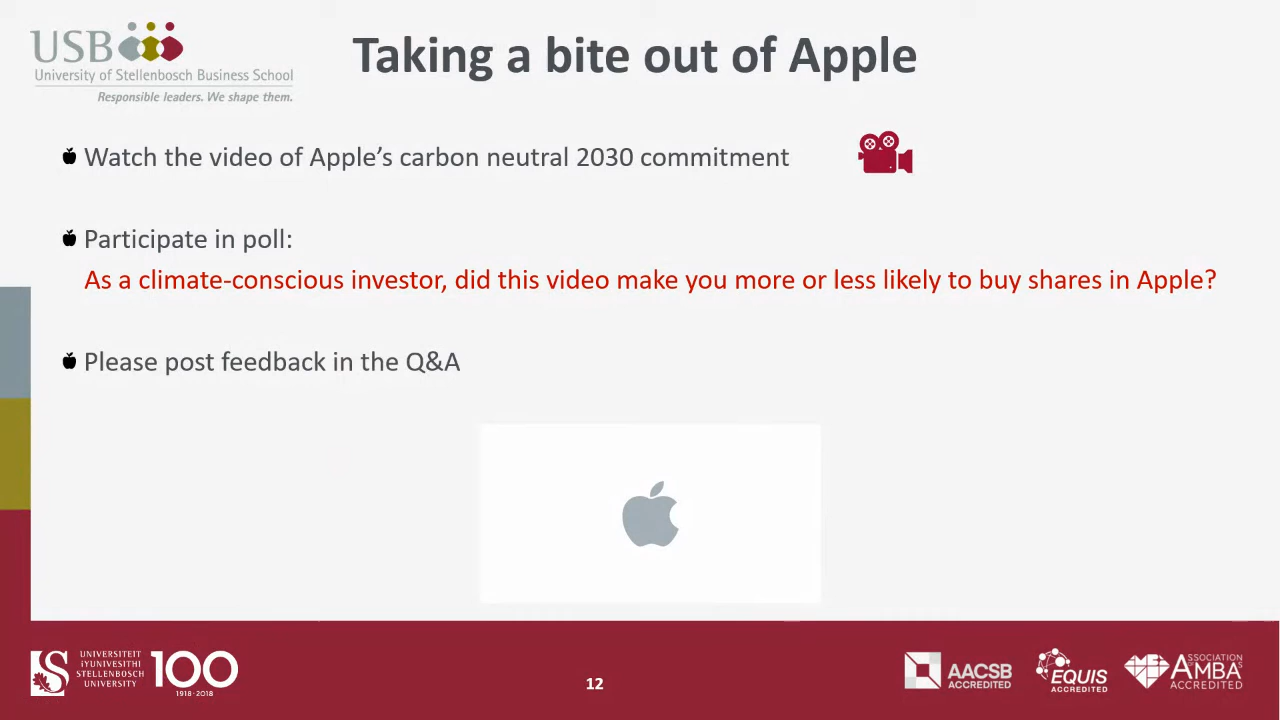 USB
University of Stellenbosch Business School
Responsible leaders. We shape them.
Taking a bite out of Apple
Watch the video of Apple’s carbon neutral 2030 commitment
Participate in poll:
As a climate-conscious investor, did this video make you more or less likely to buy shares in Apple?
Please post feedback in the Q&A
UNIVERSITEIT
iYUNIVESITHI
STELLENBOSCH
UNIVERSITY
100
1918·2018
12
AACSB
ACCREDITED
EQUIS
ACCREDITED
ASSOCIATION
AMBA
ACCREDITED